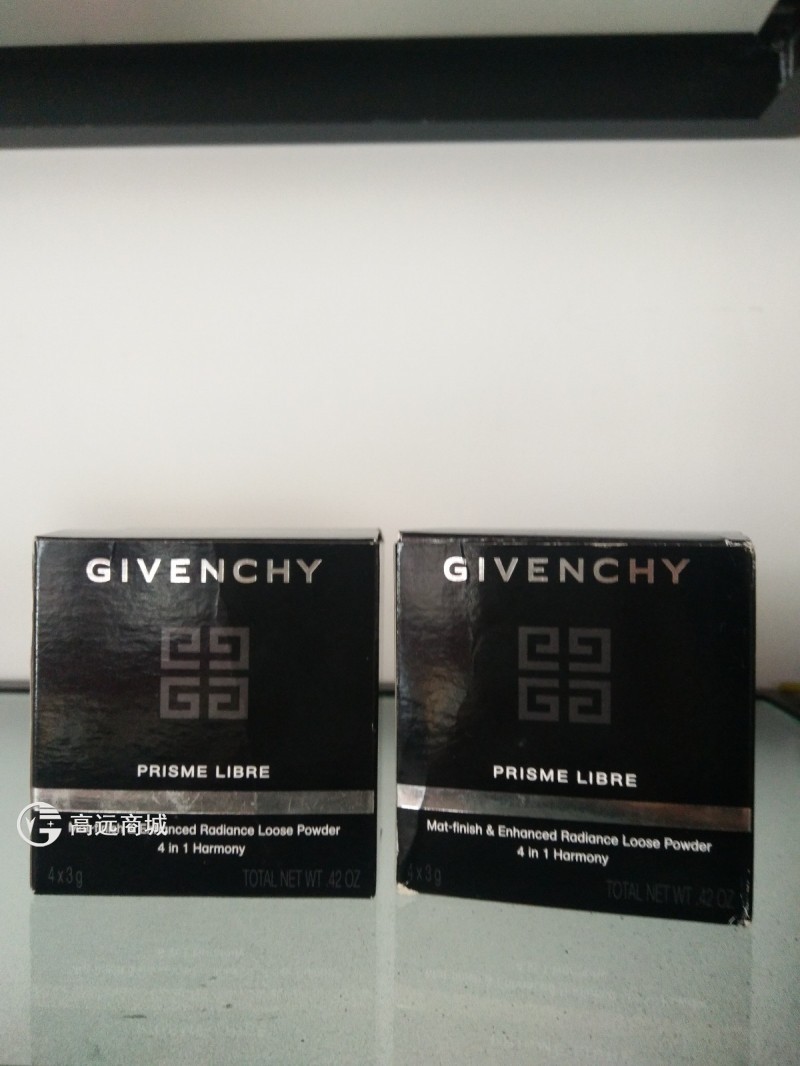 GIVENCHY
PRISME LIBRE
Enhanced Radiance Loose Powder
4 in 1 Harmony
4 x 3 g
TOTAL NET WT .42 OZ
高远商城
GIVENCHY
PRISME LIBRE
Mat-finish & Enhanced Radiance Loose Powder
4 in 1 Harmony
4 x 3 g
TOTAL NET WT .42 OZ